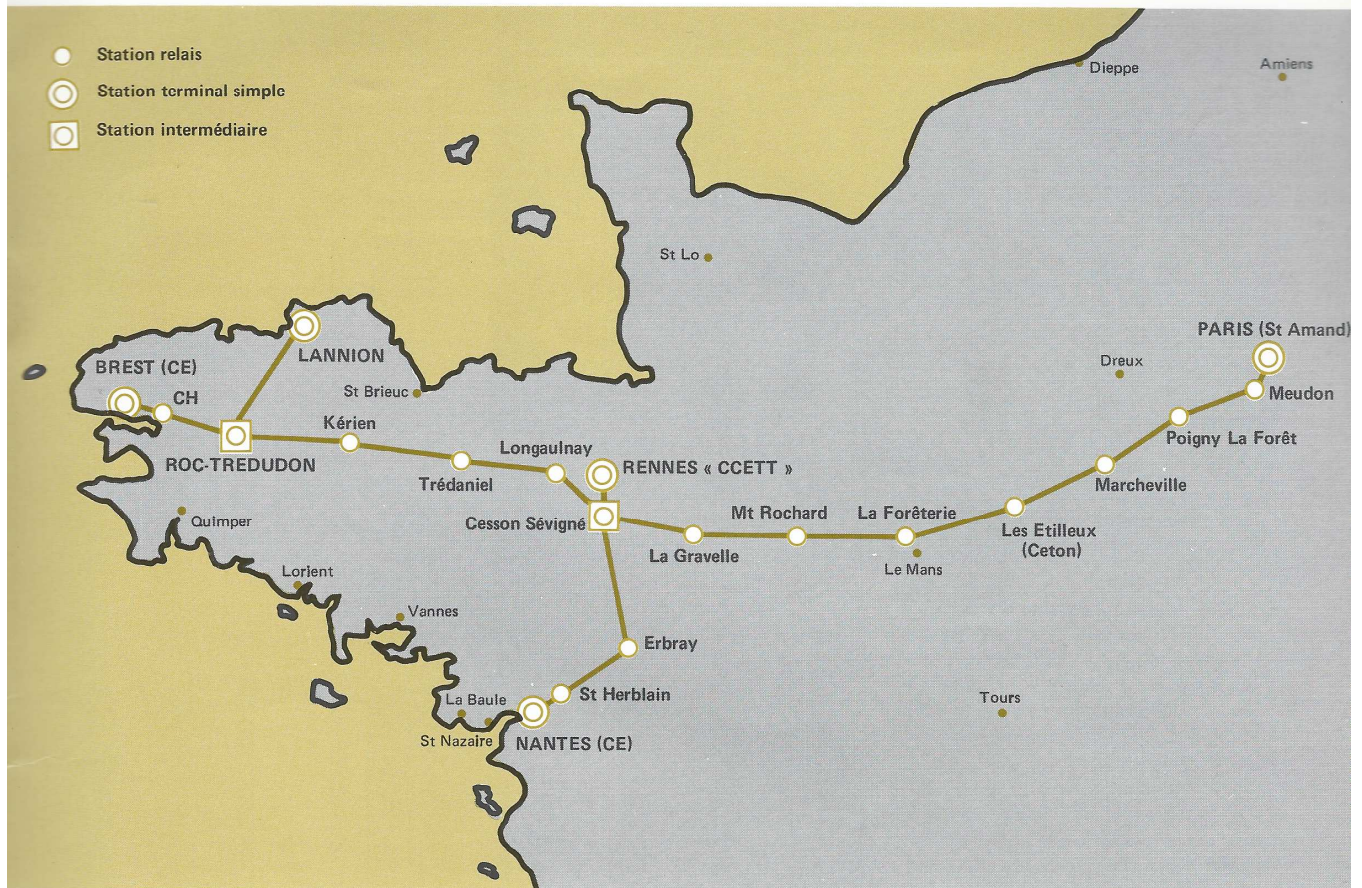 Station relais
Station terminal simple
Station intermédiaire
Dieppe
Amiens
St Lo
PARIS (St Amand)
LANNION
BREST (CE)
Dreux
St Brieuc
CH
Meudon
Kérien
Poigny La Forêt
Longaulnay
ROC-TREDUDON
RENNES « CCETT »
Trédaniel
Marcheville
Mt Rochard
La Forêterie
Quimper
Cesson Sévigné
Les Etilleux
(Ceton)
La Gravelle
Le Mans
Lorient
Vannes
Erbray
St Herblain
La Baule
Tours
St Nazaire
NANTES (CE)